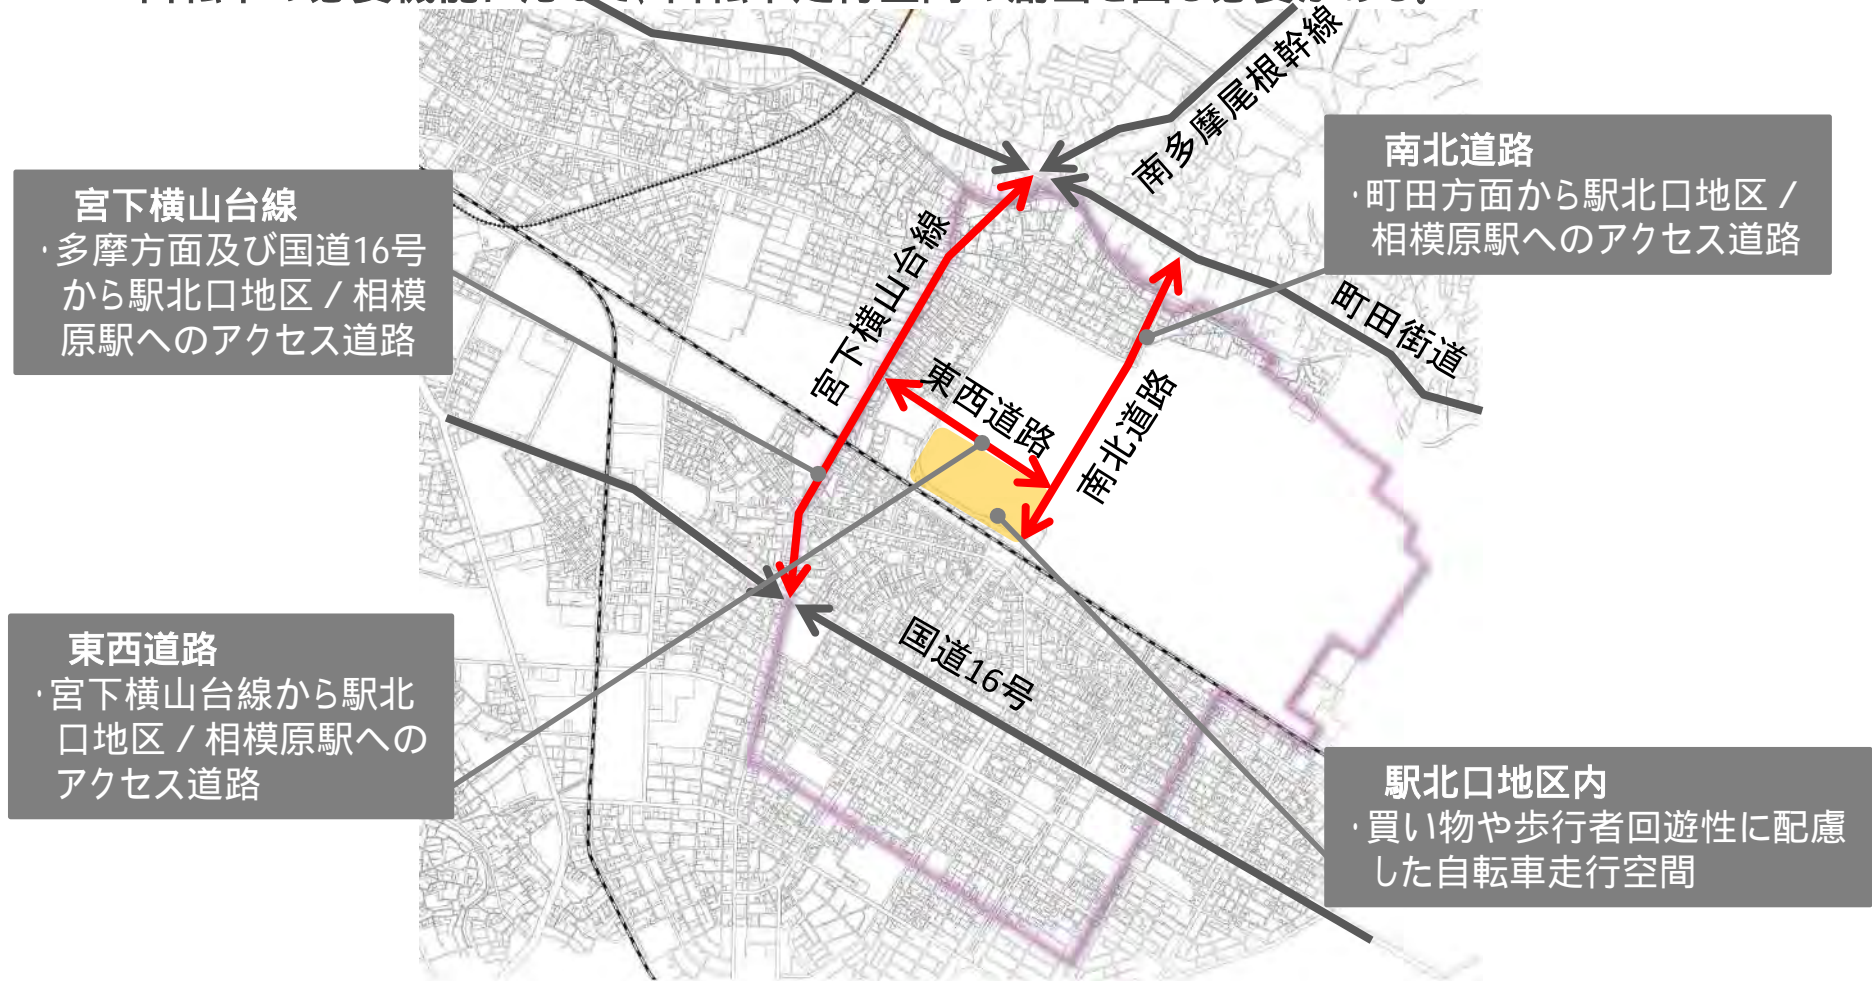 南多摩尾根幹線
南北道路
・町田方面から駅北口地区／
相模原駅へのアクセス道路
宮下横山台線
・多摩方面及び国道16号
から駅北口地区／相模
原駅へのアクセス道路
宮下横山台線
町田街道
東西道路
南北道路
東西道路
・宮下横山台線から駅北
口地区／相模原駅への
アクセス道路
国道16号
駅北口地区内
・買い物や歩行者回遊性に配慮
した自転車走行空間